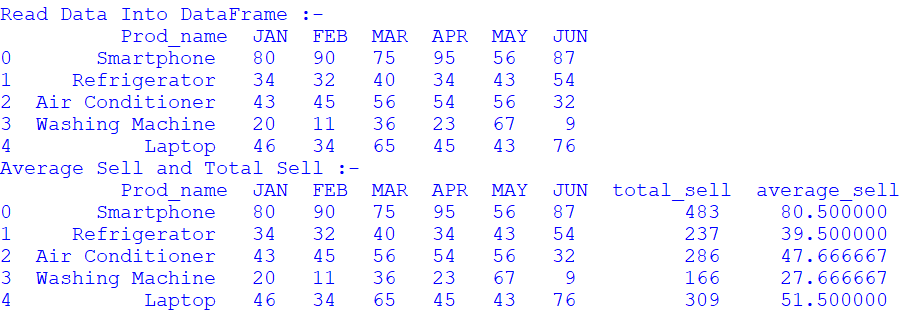 Read Data Into DataFrame :-
Prod_name JAN FEB MAR APR MAY JUN
0 Smartphone 80 90 75 95 56 87
1 Refrigerator 34 32 40 34 43 54
2 Air Conditioner 43 45 56 54 56 32
3 Washing Machine 20 11 36 23 67 9
4 Laptop 46 34 65 45 43 76
Average Sell and Total Sell :-
Prod_name JAN FEB MAR APR MAY JUN total_sell average_sell
0 Smartphone 80 90 75 95 56 87 483 80.500000
1 Refrigerator 34 32 40 34 43 54 237 39.500000
2 Air Conditioner 43 45 56 54 56 32 286 47.666667
3 Washing Machine 20 11 36 23 67 9 166 27.666667
4 Laptop 46 34 65 45 43 76 309 51.500000